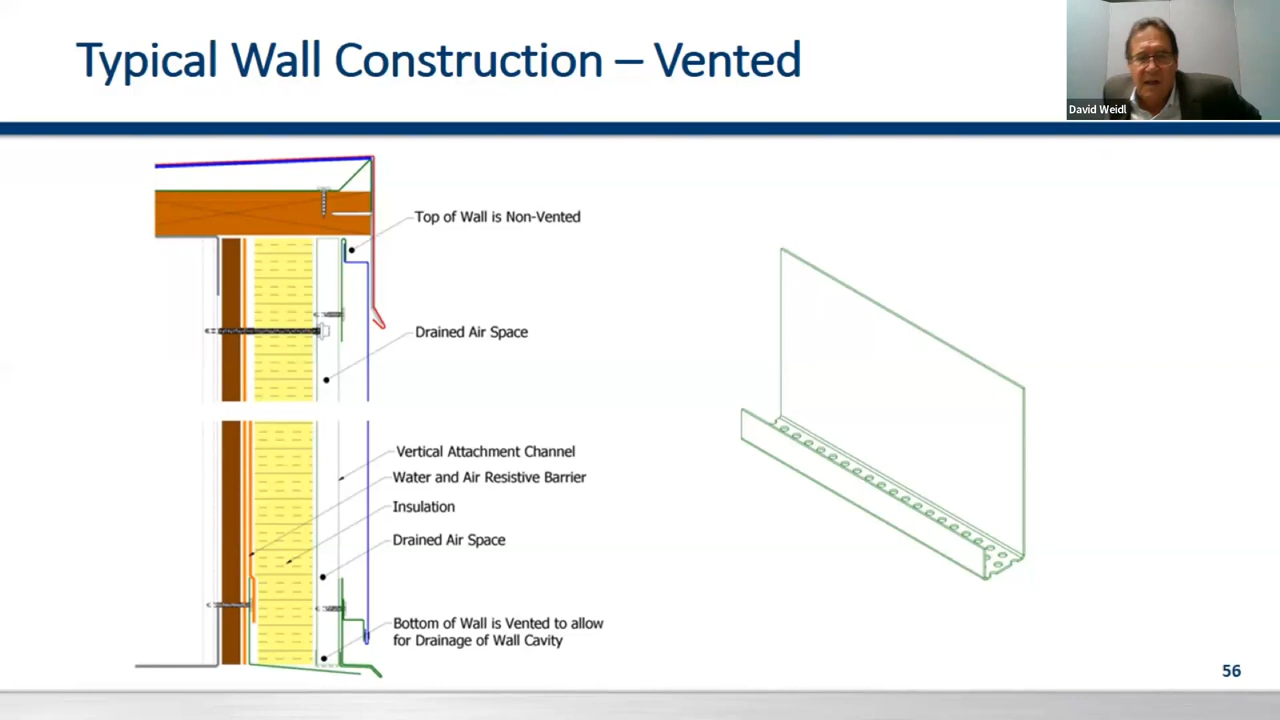 Typical Wall Construction – Vented
David Weidl
Top of Wall is Non-Vented
Drained Air Space
Vertical Attachment Channel
Water and Air Resistive Barrier
Insulation
Drained Air Space
Bottom of Wall is Vented to allow
for Drainage of Wall Cavity
56